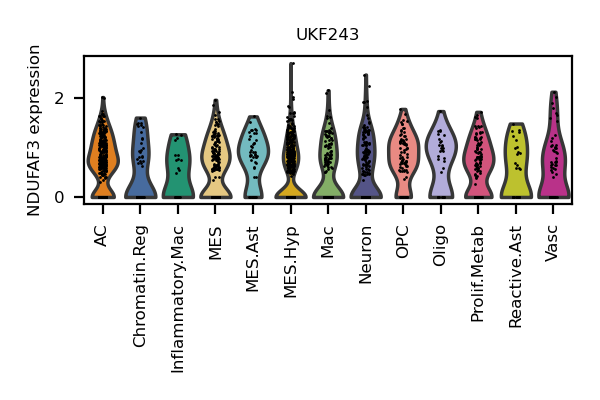 UKF243
NDUFAF3 expression
2
0
AC
Chromatin.Reg
Inflammatory.Mac
MES
MES.Ast
MES.Hyp
Mac
Neuron
OPC
Oligo
Prolif.Metab
Reactive.Ast
Vasc